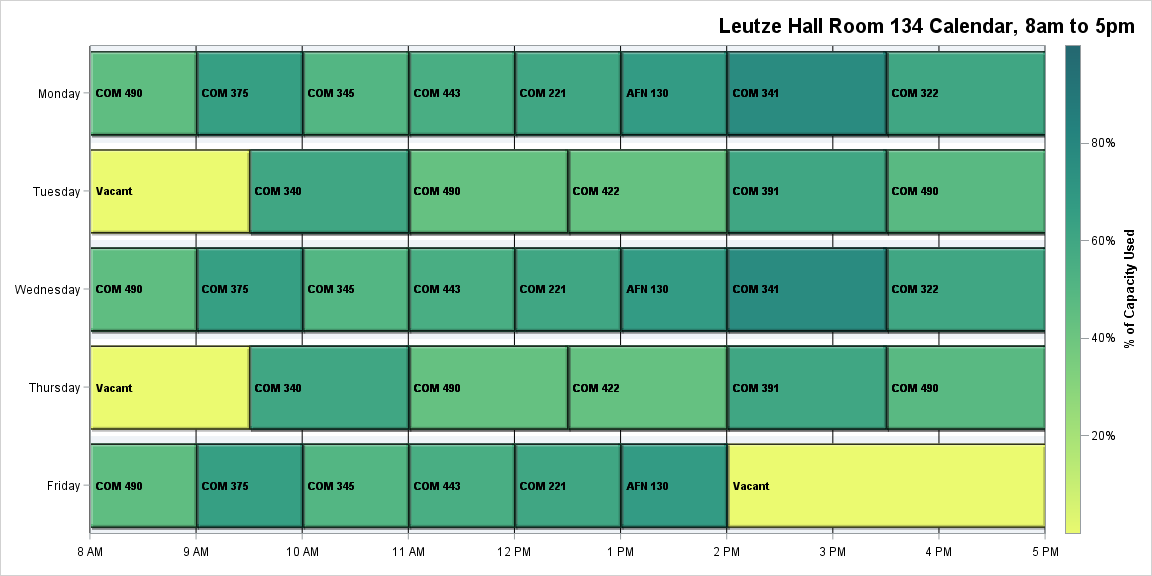 Leutze Hall Room 134 Calendar, 8am to 5pm
Monday
COM 490
COM 375
COM 345
COM 443
COM 221
AFN 130
COM 341
COM 322
Tuesday
Vacant
COM 340
COM 490
COM 422
COM 391
COM 490
Wednesday
COM 490
COM 375
COM 345
COM 443
COM 221
AFN 130
COM 341
COM 322
Thursday
Vacant
COM 340
COM 490
COM 422
COM 391
COM 490
Friday
COM 490
COM 375
COM 345
COM 443
COM 221
AFN 130
Vacant
8 AM
9 AM
10 AM
11 AM
12 PM
1 PM
2 PM
3 PM
4 PM
5 PM
80%
60%
40%
20%
% of Capacity Used